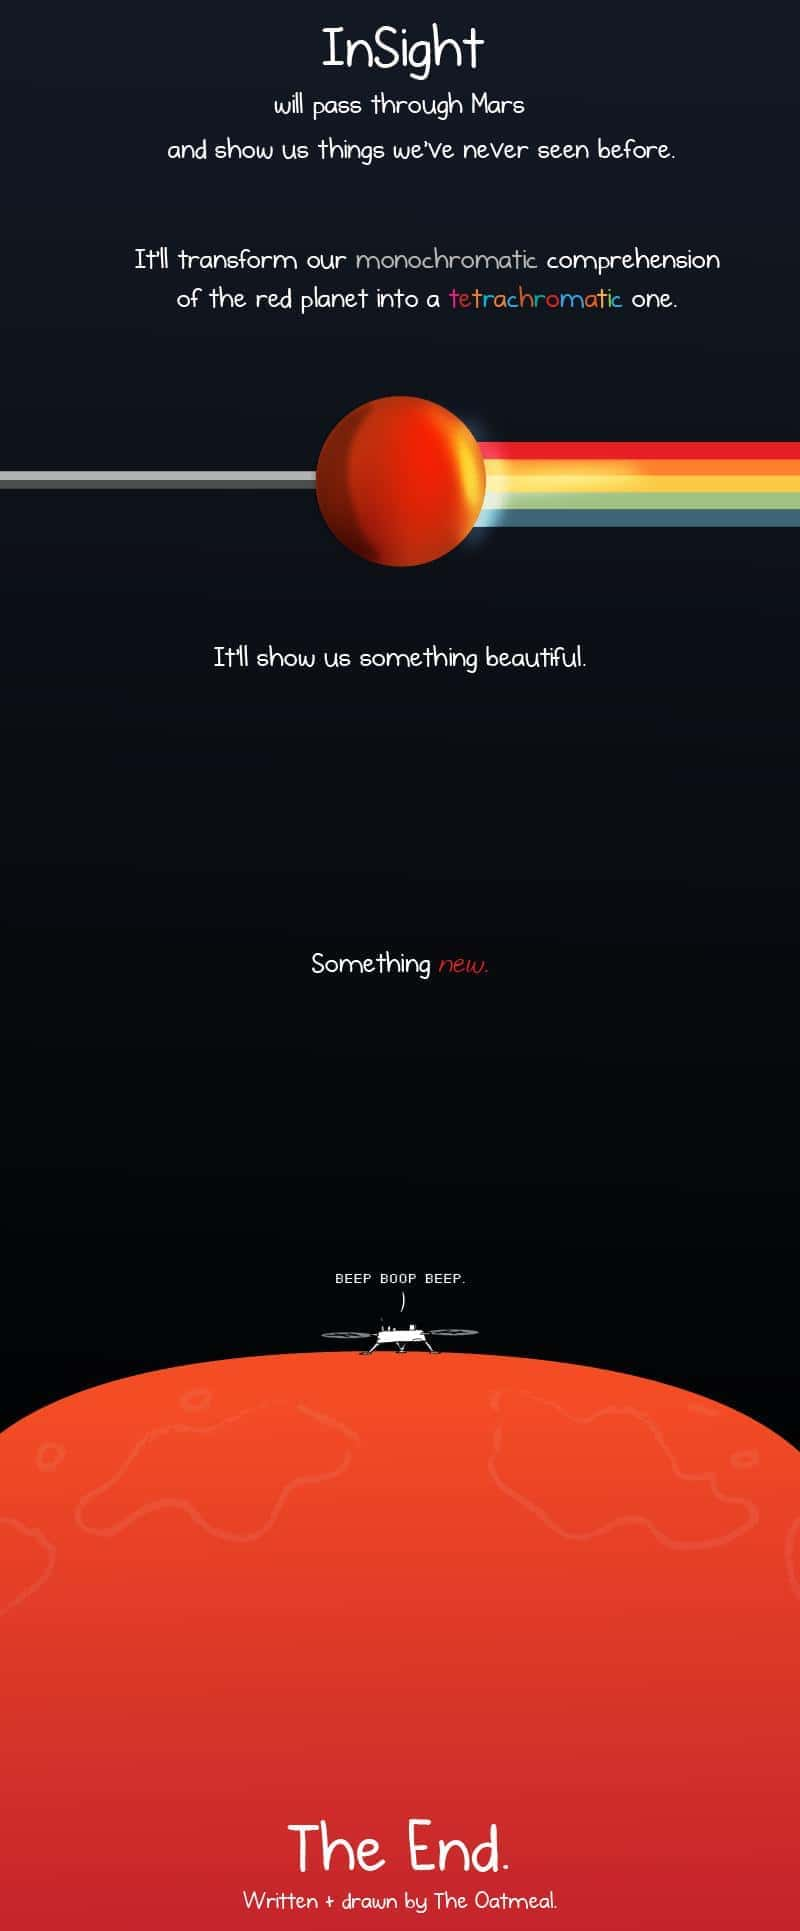 InSight
will pass through Mars
and show us things we've never seen before.
It'll transform our monochromatic comprehension
of the red planet into a tetrachromatic one.
It'll show us something beautiful.
Something new.
BEEP BOOP BEEP.
The End.
Written + drawn by The Oatmeal.